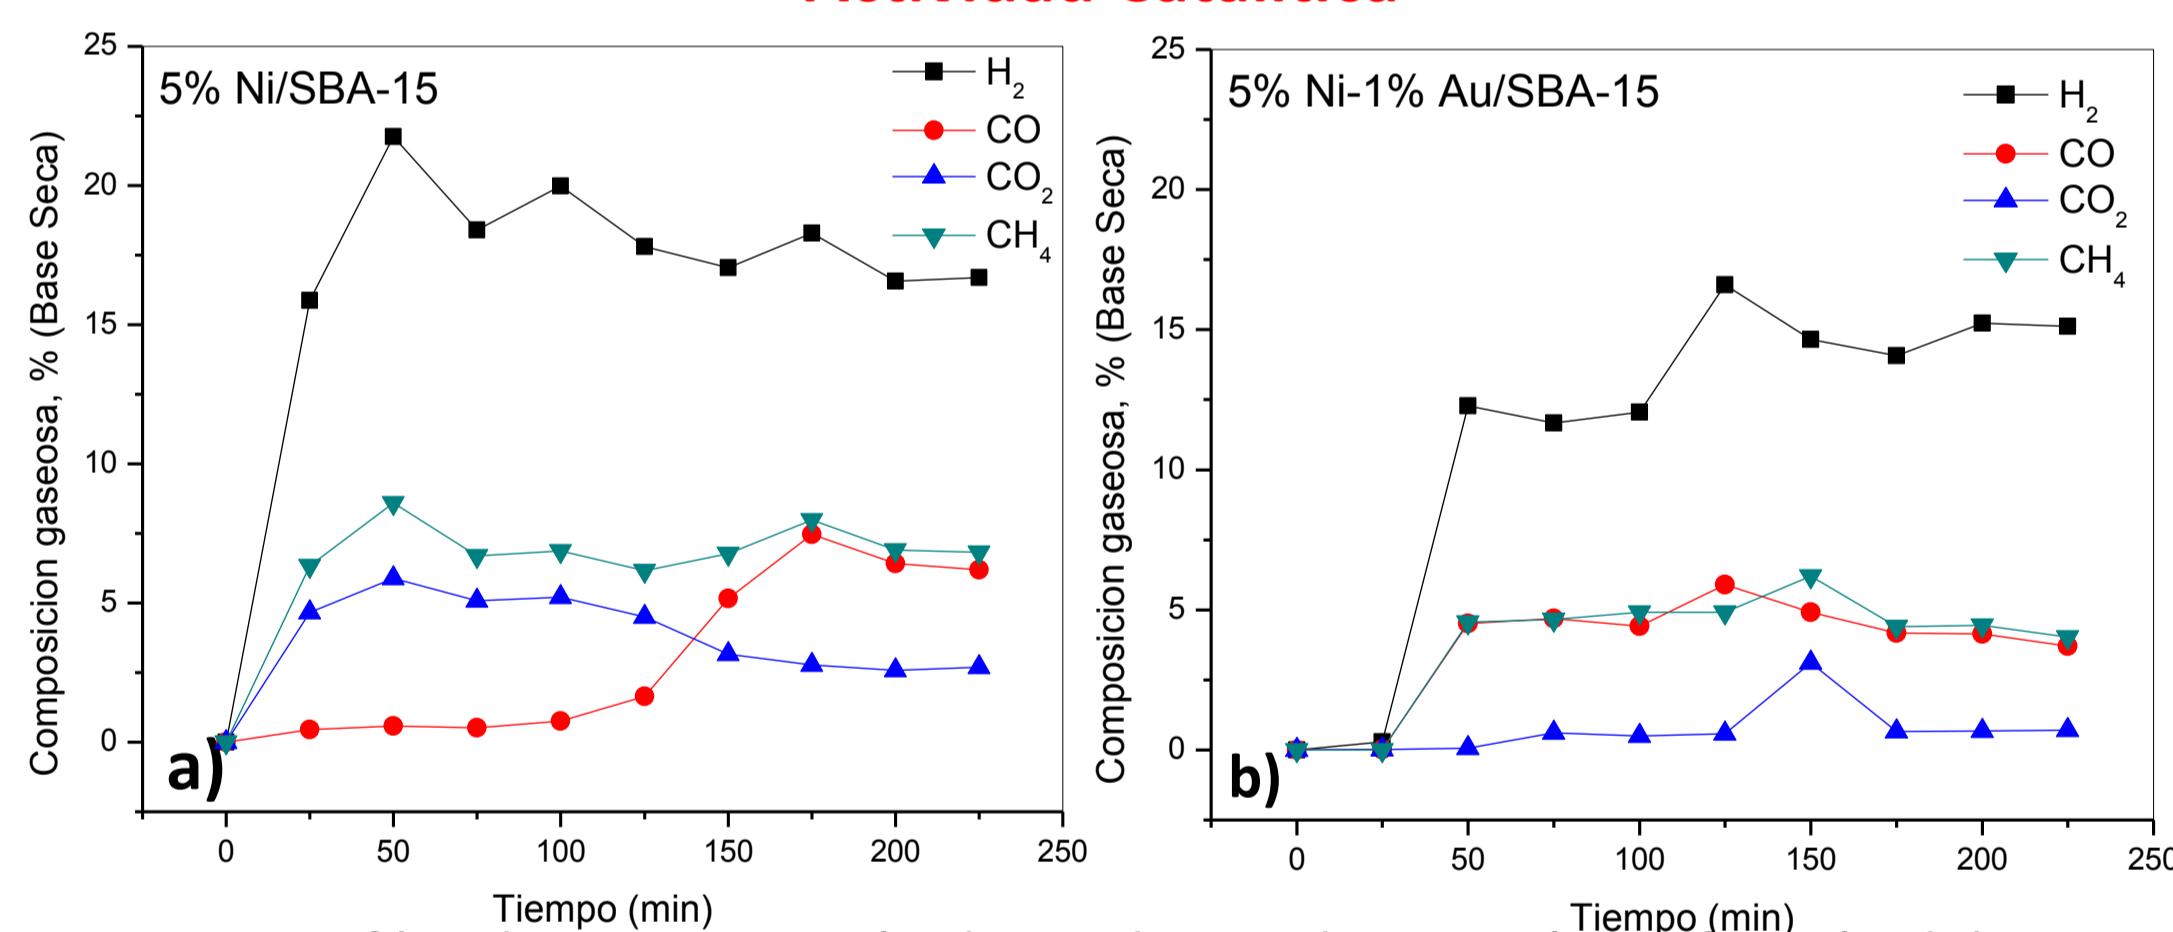 Actividad Catalítica
5% Ni/SBA-15
H2
CO
CO2
CH4
25
20
15
10
5
0
Composicion gaseosa, % (Base Seca)
a)
0 50 100 150 200 250
Tiempo (min)
5% Ni-1% Au/SBA-15
H2
CO
CO2
CH4
25
20
15
10
5
0
Composicion gaseosa, % (Base Seca)
b)
0 50 100 150 200 250
Tiempo (min)